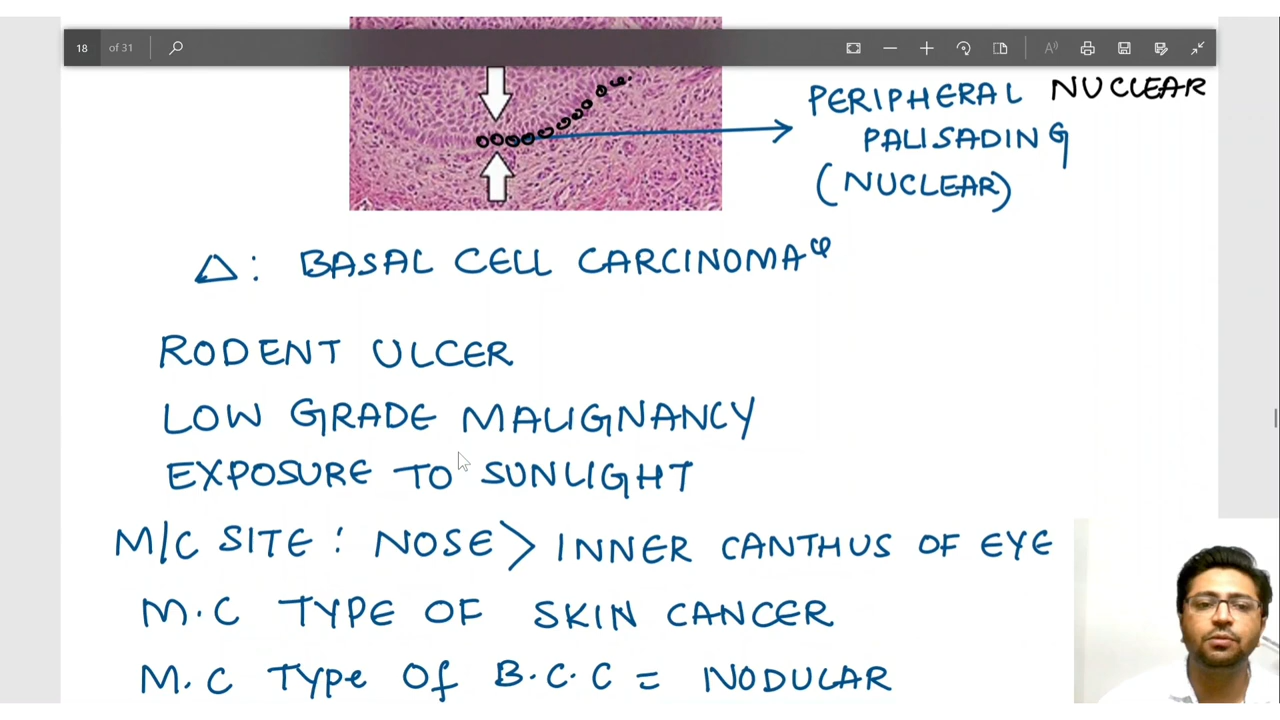 18 of 31
PERIPHERAL NUCLEAR
PALISADING
(NUCLEAR)
Δ: BASAL CELL CARCINOMA
RODENT ULCER
LOW GRADE MALIGNANCY
EXPOSURE TO SUNLIGHT
M/C SITE : NOSE > INNER CANTHUS OF EYE
M.C TYPE OF SKIN CANCER
M.C TYPe Of B.C.C = NODULAR